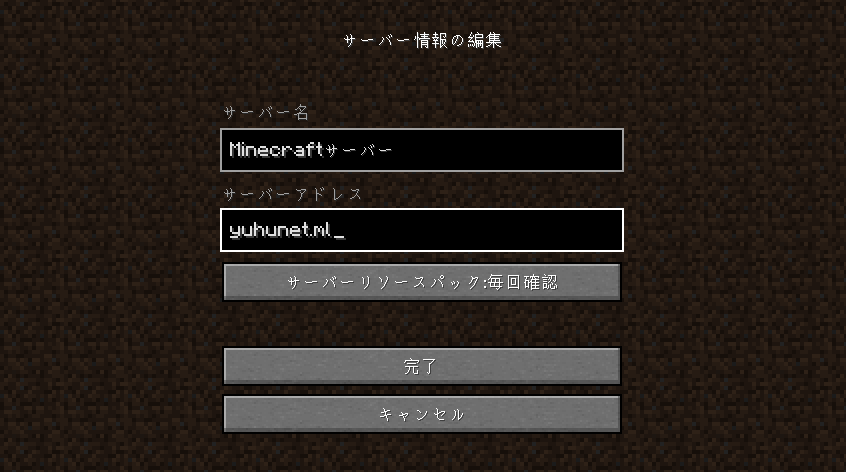 サーバー情報の編集
サーバー名
Minecraftサーバー
サーバーアドレス
yuhunet.ml_
サーバーリソースパック:毎回確認
完了
キャンセル